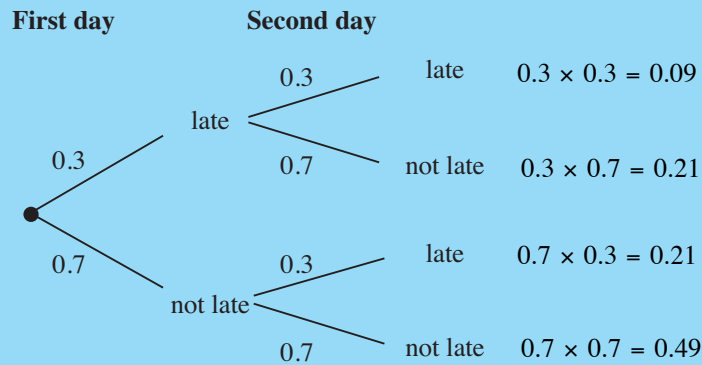 First day Second day
0.3 late 0.3 × 0.3 = 0.09
late
0.3
0.7 not late 0.3 × 0.7 = 0.21
0.7 0.3 late 0.7 × 0.3 = 0.21
not late
0.7 not late 0.7 × 0.7 = 0.49